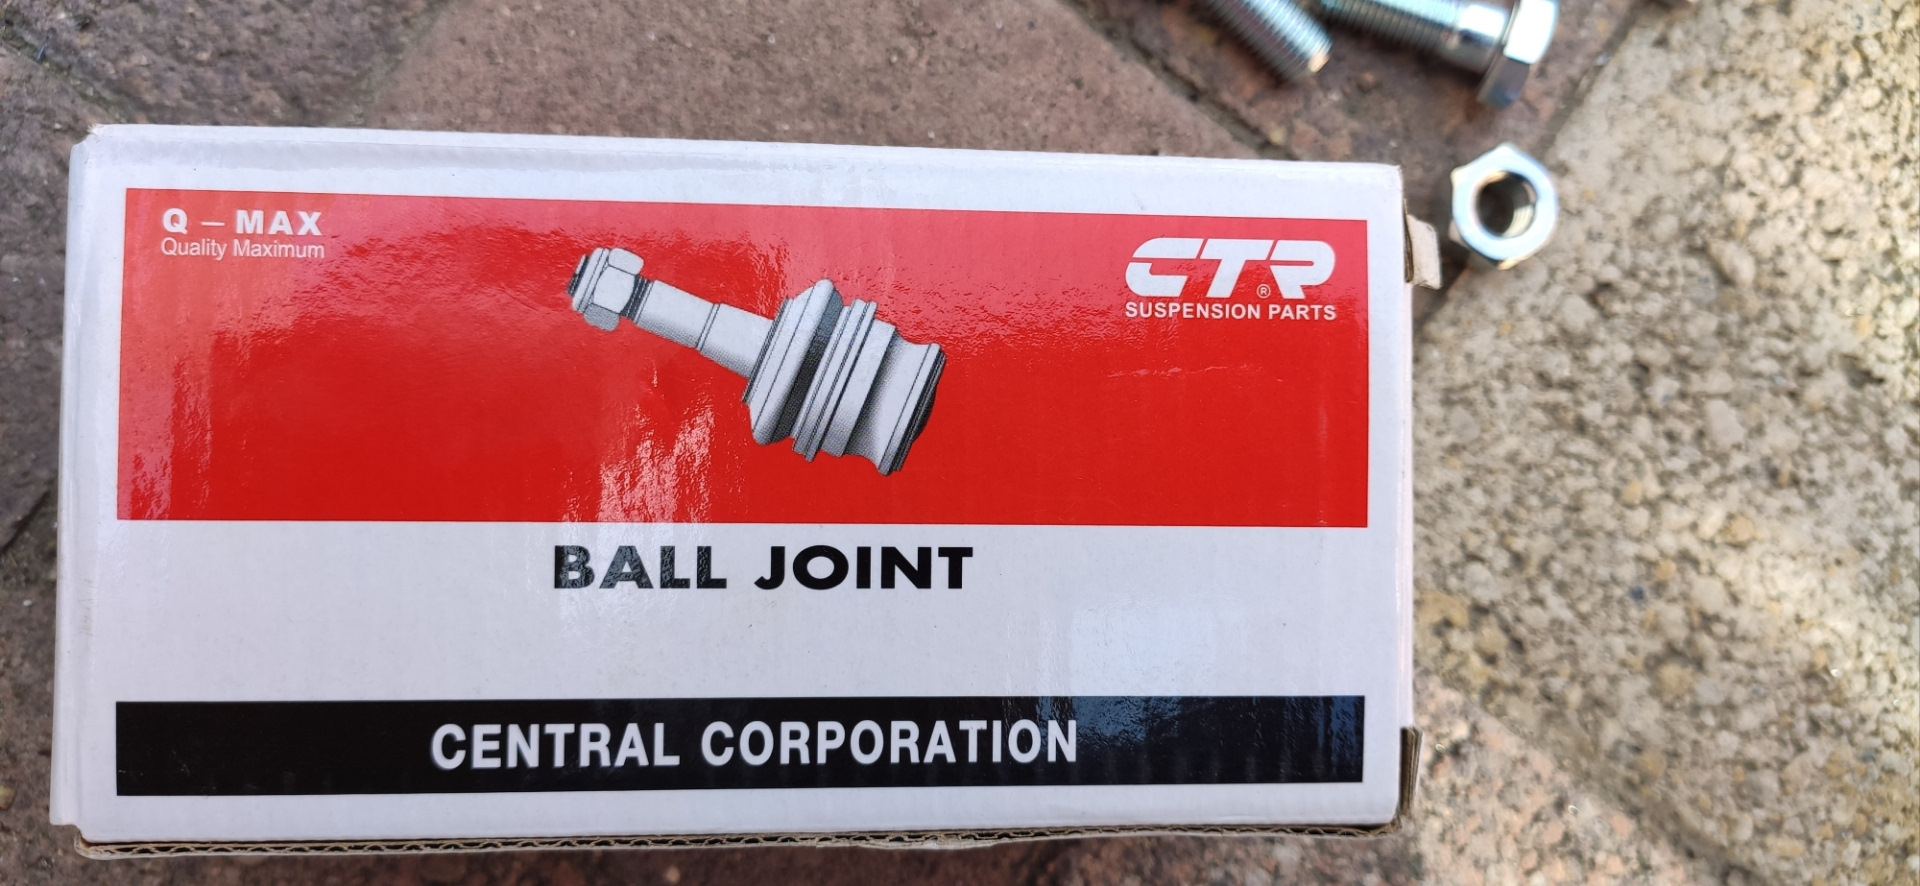 Q – MAX
Quality Maximum
CTR®
SUSPENSION PARTS
BALL JOINT
CENTRAL CORPORATION